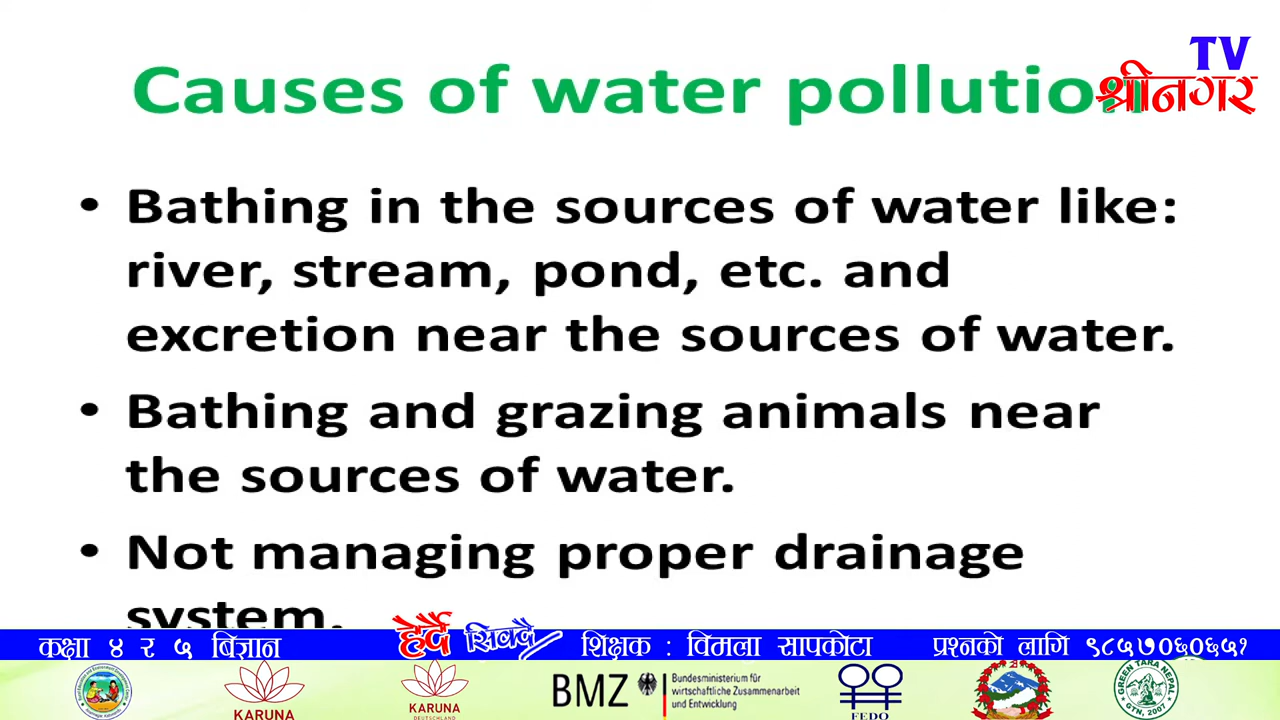 TV
श्रीनगर
Causes of water pollution
• Bathing in the sources of water like:
river, stream, pond, etc. and
excretion near the sources of water.
• Bathing and grazing animals near
the sources of water.
• Not managing proper drainage
system.
कक्षा ४ र ५ बिज्ञान
हेर्दै सिक्दै
शिक्षक : विमला सापकोटा
प्रश्नको लागि ९८५७०६०६५१
KARUNA
KARUNA
DEUTSCHLAND
BMZ
Bundesministerium für
wirtschaftliche Zusammenarbeit
und Entwicklung
FEDO
GREEN TARA NEPAL
GTN, 2007